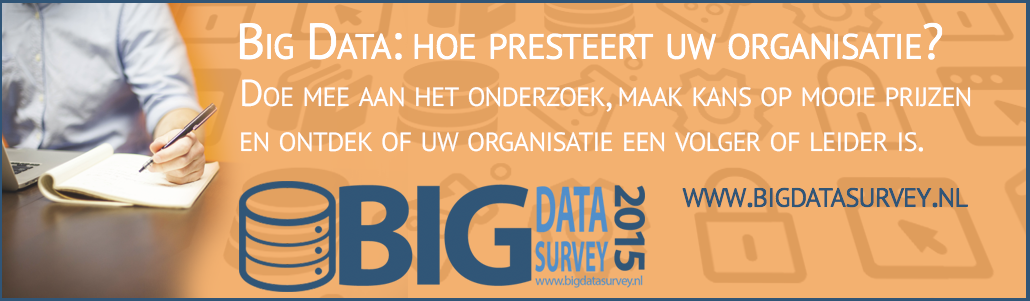 Big Data: hoe presteert uw organisatie?
Doe mee aan het onderzoek, maak kans op mooie prijzen
en ontdek of uw organisatie een volger of leider is.
BIG DATA SURVEY 2015
www.bigdatasurvey.nl
www.bigdatasurvey.nl